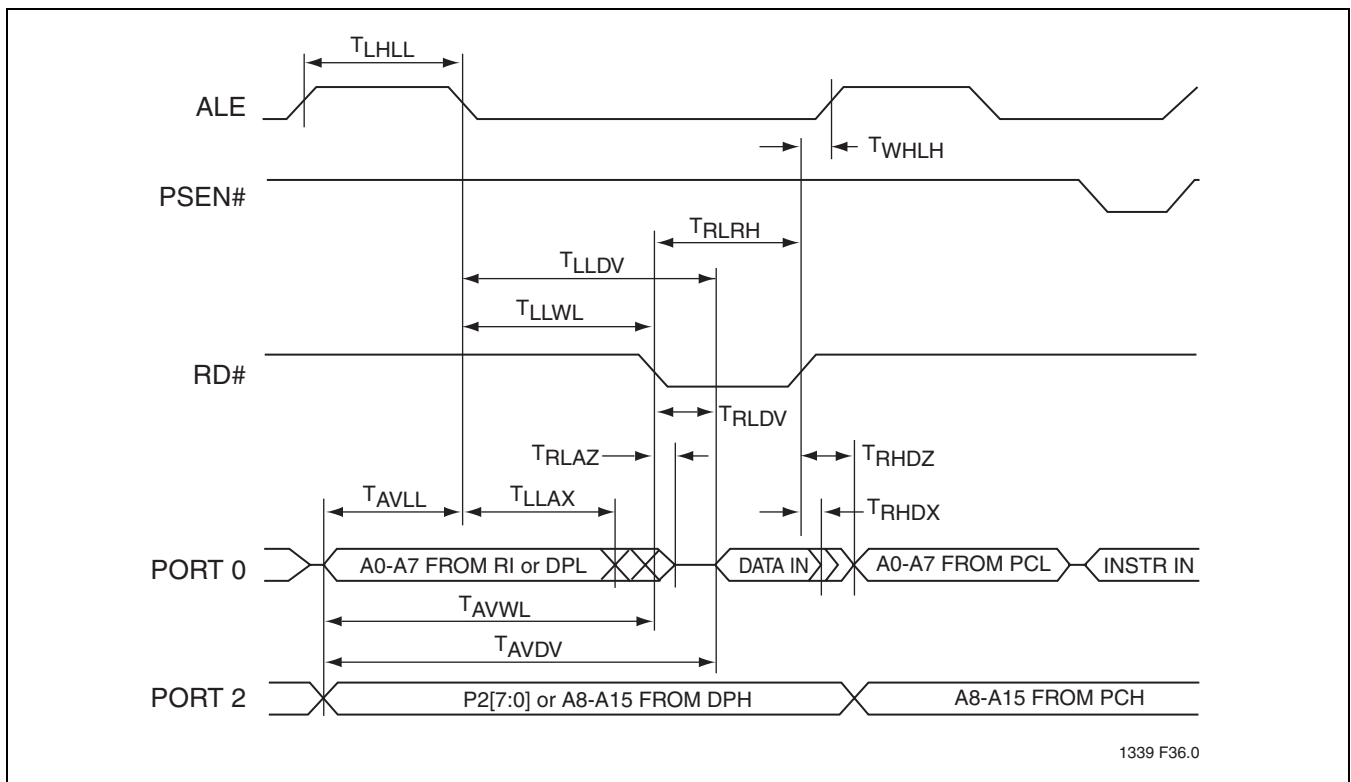 TLHLL
ALE
TWHLH
PSEN#
TRLRH
TLLDV
TLLWL
RD#
TRLDV
TRLAZ
TRHDZ
TAVLL
TLLAX
TRHDX
PORT 0
A0-A7 FROM RI or DPL
DATA IN
A0-A7 FROM PCL
INSTR IN
TAVWL
TAVDV
PORT 2
P2[7:0] or A8-A15 FROM DPH
A8-A15 FROM PCH
1339 F36.0